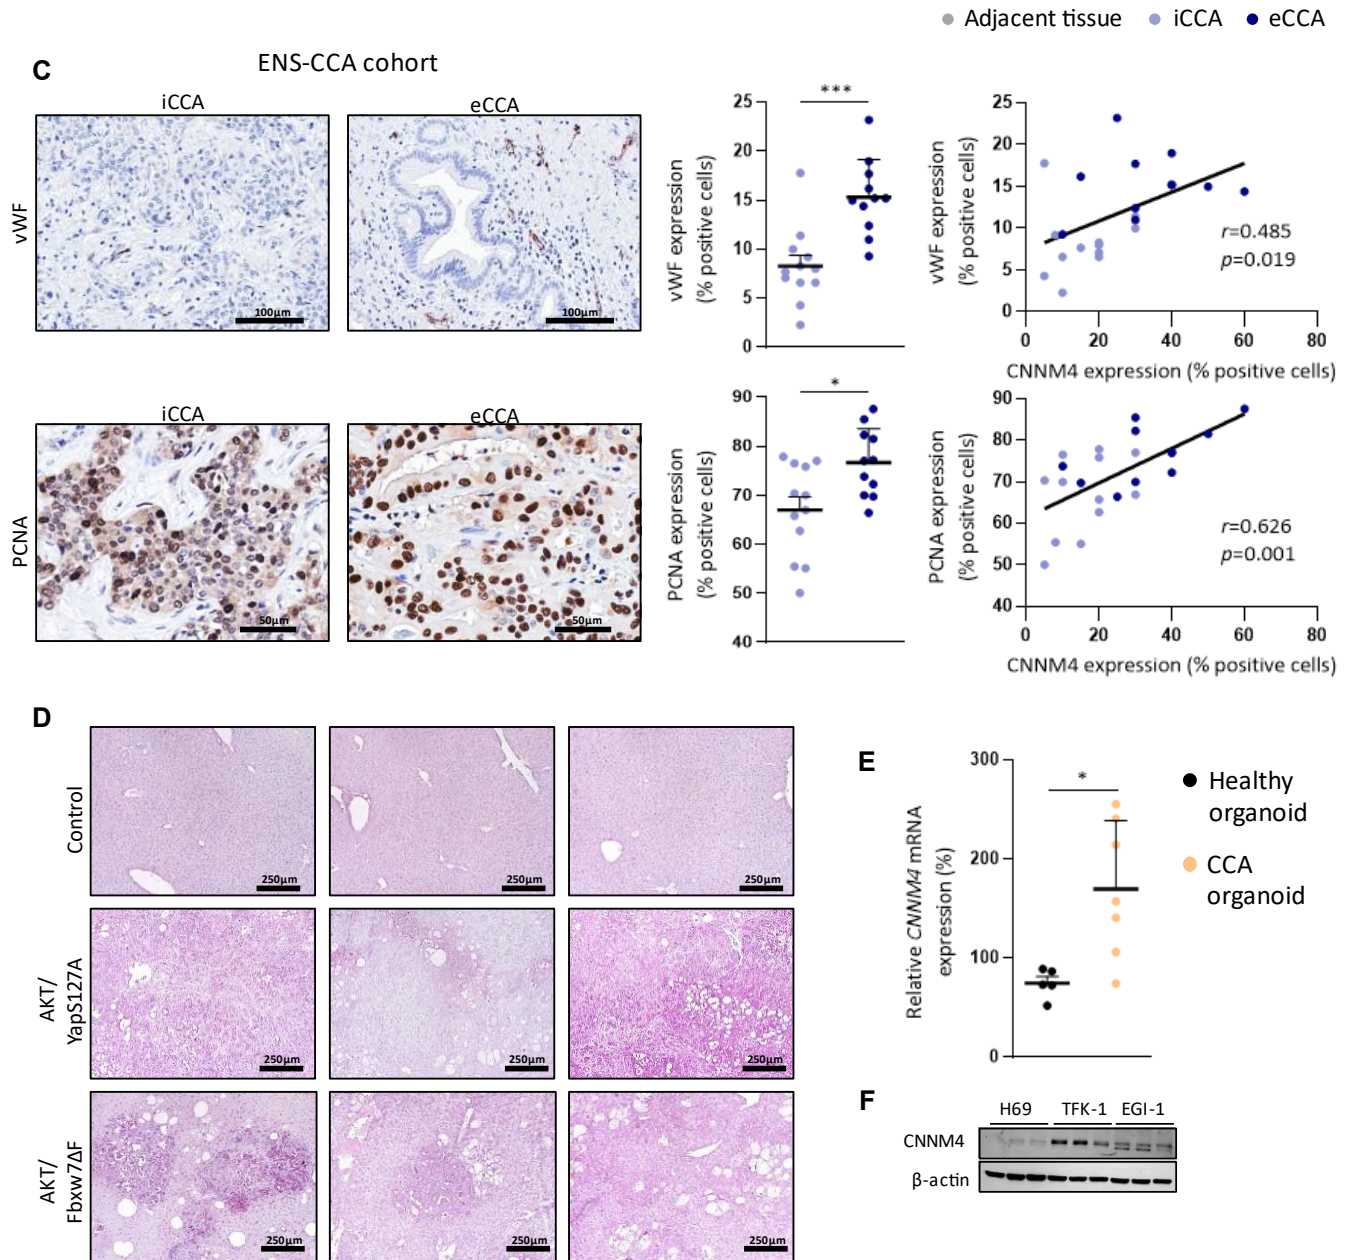 Adjacent tissue iCCA eCCA
C
ENS-CCA cohort
iCCA eCCA
vWF
100µm 100µm
***
vWF expression
(% positive cells)
25
20
15
10
5
0
vWF expression
(% positive cells)
25
20
15
10
5
0
r=0.485
p=0.019
0 20 40 60 80
CNNM4 expression (% positive cells)
iCCA eCCA
PCNA
50µm 50µm
*
PCNA expression
(% positive cells)
90
80
70
60
50
40
PCNA expression
(% positive cells)
90
80
70
60
50
40
r=0.626
p=0.001
0 20 40 60 80
CNNM4 expression (% positive cells)
D
Control
250µm 250µm 250µm
AKT/
YapS127A
250µm 250µm 250µm
AKT/
Fbxw7ΔF
250µm 250µm 250µm
E
Relative CNNM4 mRNA
expression (%)
300
200
100
0
*
Healthy
organoid
CCA
organoid
F
H69 TFK-1 EGI-1
CNNM4
β-actin